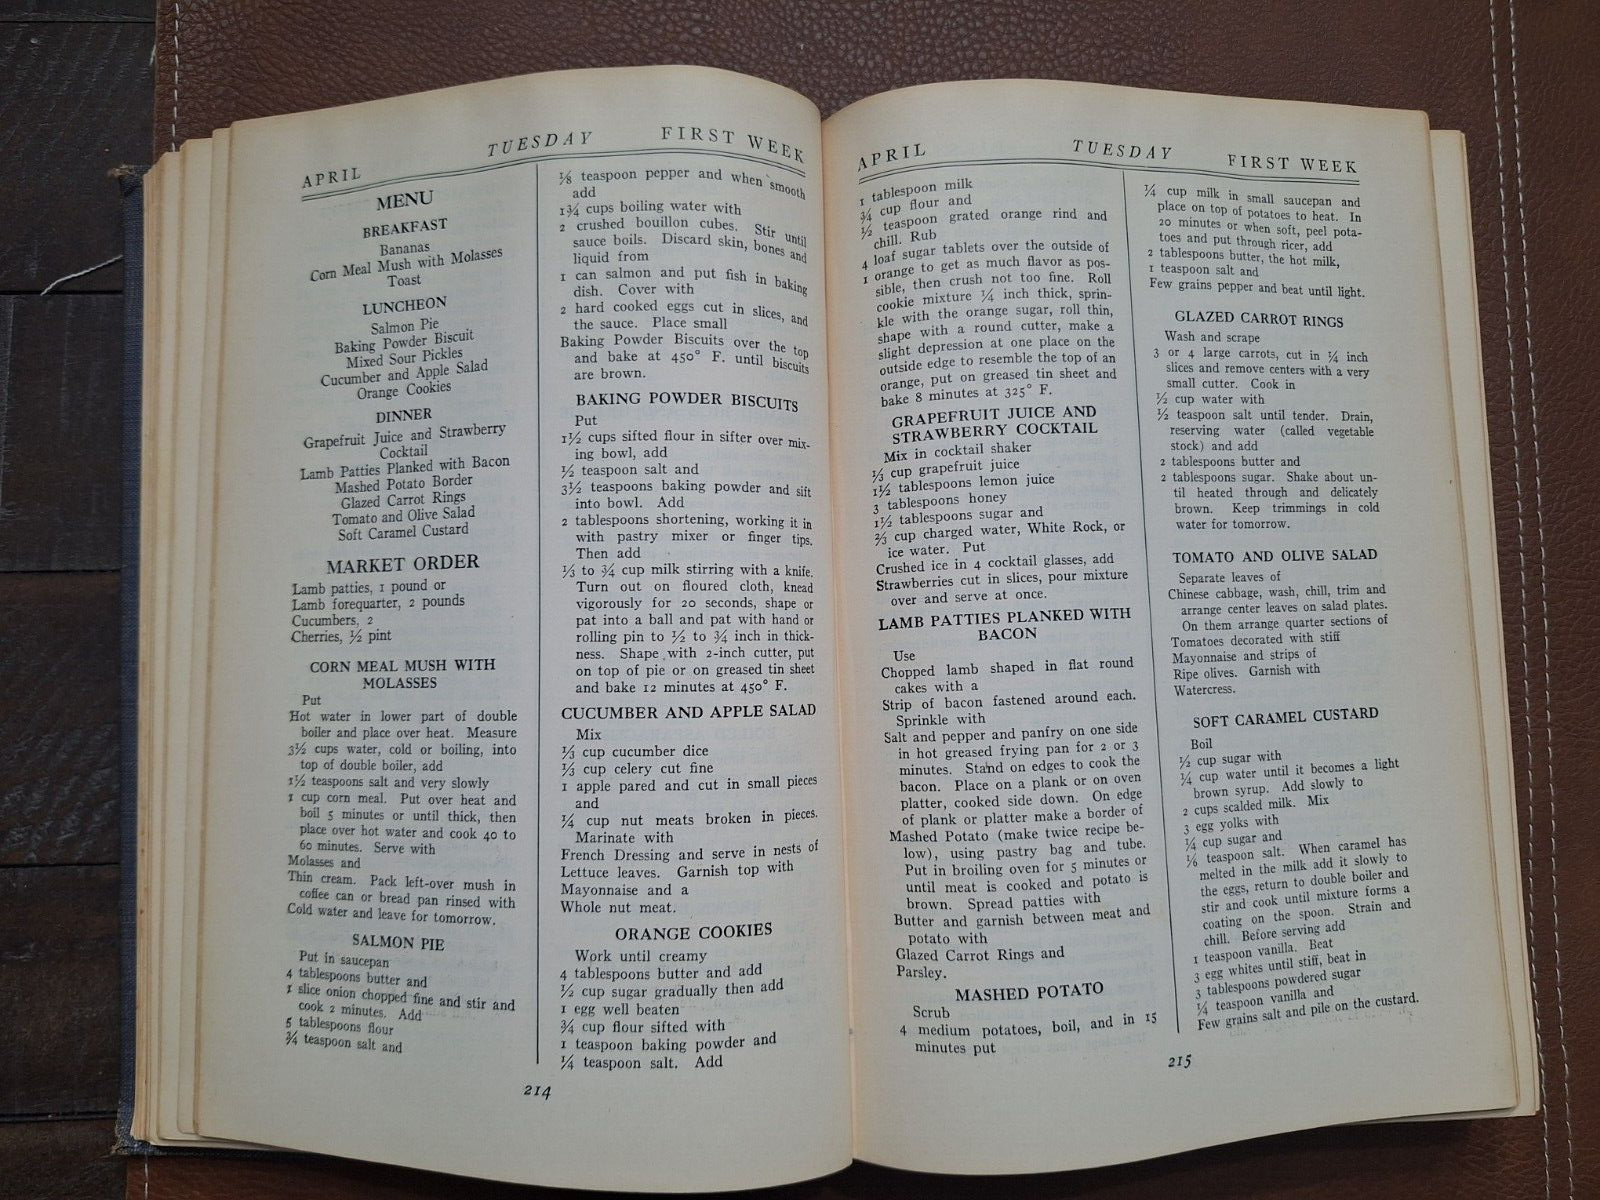 APRIL TUESDAY FIRST WEEK
MENU
BREAKFAST
Bananas
Corn Meal Mush with Molasses
Toast
LUNCHEON
Salmon Pie
Baking Powder Biscuit
Mixed Sour Pickles
Cucumber and Apple Salad
Orange Cookies
DINNER
Grapefruit Juice and Strawberry
Cocktail
Lamb Patties Planked with Bacon
Mashed Potato Border
Glazed Carrot Rings
Tomato and Olive Salad
Soft Caramel Custard
MARKET ORDER
Lamb patties, 1 pound or
Lamb forequarter, 2 pounds
Cucumbers, 2
Cherries, ½ pint
CORN MEAL MUSH WITH
MOLASSES
Put
Hot water in lower part of double
boiler and place over heat. Measure
3½ cups water, cold or boiling, into
top of double boiler, add
1½ teaspoons salt and very slowly
1 cup corn meal. Put over heat and
boil 5 minutes or until thick, then
place over hot water and cook 40 to
60 minutes. Serve with
Molasses and
Thin cream. Pack left-over mush in
coffee can or bread pan rinsed with
Cold water and leave for tomorrow.
SALMON PIE
Put in saucepan
4 tablespoons butter and
1 slice onion chopped fine and stir and
cook 2 minutes. Add
5 tablespoons flour
¾ teaspoon salt and
⅛ teaspoon pepper and when smooth
add
1¾ cups boiling water with
2 crushed bouillon cubes. Stir until
sauce boils. Discard skin, bones and
liquid from
1 can salmon and put fish in baking
dish. Cover with
2 hard cooked eggs cut in slices, and
the sauce. Place small
Baking Powder Biscuits over the top
and bake at 450° F. until biscuits
are brown.
BAKING POWDER BISCUITS
Put
1½ cups sifted flour in sifter over mix-
ing bowl, add
½ teaspoon salt and
3½ teaspoons baking powder and sift
into bowl. Add
2 tablespoons shortening, working it in
with pastry mixer or finger tips.
Then add
⅓ to ¾ cup milk stirring with a knife.
Turn out on floured cloth, knead
vigorously for 20 seconds, shape or
pat into a ball and pat with hand or
rolling pin to ½ to ¾ inch in thick-
ness. Shape with 2-inch cutter, put
on top of pie or on greased tin sheet
and bake 12 minutes at 450° F.
CUCUMBER AND APPLE SALAD
Mix
⅓ cup cucumber dice
⅓ cup celery cut fine
1 apple pared and cut in small pieces
and
¼ cup nut meats broken in pieces.
Marinate with
French Dressing and serve in nests of
Lettuce leaves. Garnish top with
Mayonnaise and a
Whole nut meat.
ORANGE COOKIES
Work until creamy
4 tablespoons butter and add
½ cup sugar gradually then add
1 egg well beaten
¾ cup flour sifted with
1 teaspoon baking powder and
¼ teaspoon salt. Add
214
APRIL TUESDAY FIRST WEEK
1 tablespoon milk
¾ cup flour and
½ teaspoon grated orange rind and
chill. Rub
4 loaf sugar tablets over the outside of
1 orange to get as much flavor as pos-
sible, then crush not too fine. Roll
cookie mixture ¼ inch thick, sprin-
kle with the orange sugar, roll thin,
shape with a round cutter, make a
slight depression at one place on the
outside edge to resemble the top of an
orange, put on greased tin sheet and
bake 8 minutes at 325° F.
GRAPEFRUIT JUICE AND
STRAWBERRY COCKTAIL
Mix in cocktail shaker
⅓ cup grapefruit juice
1½ tablespoons lemon juice
3 tablespoons honey
1½ tablespoons sugar and
⅔ cup charged water, White Rock, or
ice water. Put
Crushed ice in 4 cocktail glasses, add
Strawberries cut in slices, pour mixture
over and serve at once.
LAMB PATTIES PLANKED WITH
BACON
Use
Chopped lamb shaped in flat round
cakes with a
Strip of bacon fastened around each.
Sprinkle with
Salt and pepper and panfry on one side
in hot greased frying pan for 2 or 3
minutes. Stand on edges to cook the
bacon. Place on a plank or on oven
platter, cooked side down. On edge
of plank or platter make a border of
Mashed Potato (make twice recipe be-
low), using pastry bag and tube.
Put in broiling oven for 5 minutes or
until meat is cooked and potato is
brown. Spread patties with
Butter and garnish between meat and
potato with
Glazed Carrot Rings and
Parsley.
MASHED POTATO
Scrub
4 medium potatoes, boil, and in 15
minutes put
¼ cup milk in small saucepan and
place on top of potatoes to heat. In
20 minutes or when soft, peel pota-
toes and put through ricer, add
2 tablespoons butter, the hot milk,
1 teaspoon salt and
Few grains pepper and beat until light.
GLAZED CARROT RINGS
Wash and scrape
3 or 4 large carrots, cut in ¼ inch
slices and remove centers with a very
small cutter. Cook in
½ cup water with
½ teaspoon salt until tender. Drain,
reserving water (called vegetable
stock) and add
2 tablespoons butter and
2 tablespoons sugar. Shake about un-
til heated through and delicately
brown. Keep trimmings in cold
water for tomorrow.
TOMATO AND OLIVE SALAD
Separate leaves of
Chinese cabbage, wash, chill, trim and
arrange center leaves on salad plates.
On them arrange quarter sections of
Tomatoes decorated with stiff
Mayonnaise and strips of
Ripe olives. Garnish with
Watercress.
SOFT CARAMEL CUSTARD
Boil
½ cup sugar with
¼ cup water until it becomes a light
brown syrup. Add slowly to
2 cups scalded milk. Mix
3 egg yolks with
¼ cup sugar and
⅛ teaspoon salt. When caramel has
melted in the milk add it slowly to
the eggs, return to double boiler and
stir and cook until mixture forms a
coating on the spoon. Strain and
chill. Before serving add
1 teaspoon vanilla. Beat
3 egg whites until stiff, beat in
3 tablespoons powdered sugar
¼ teaspoon vanilla and
Few grains salt and pile on the custard.
215